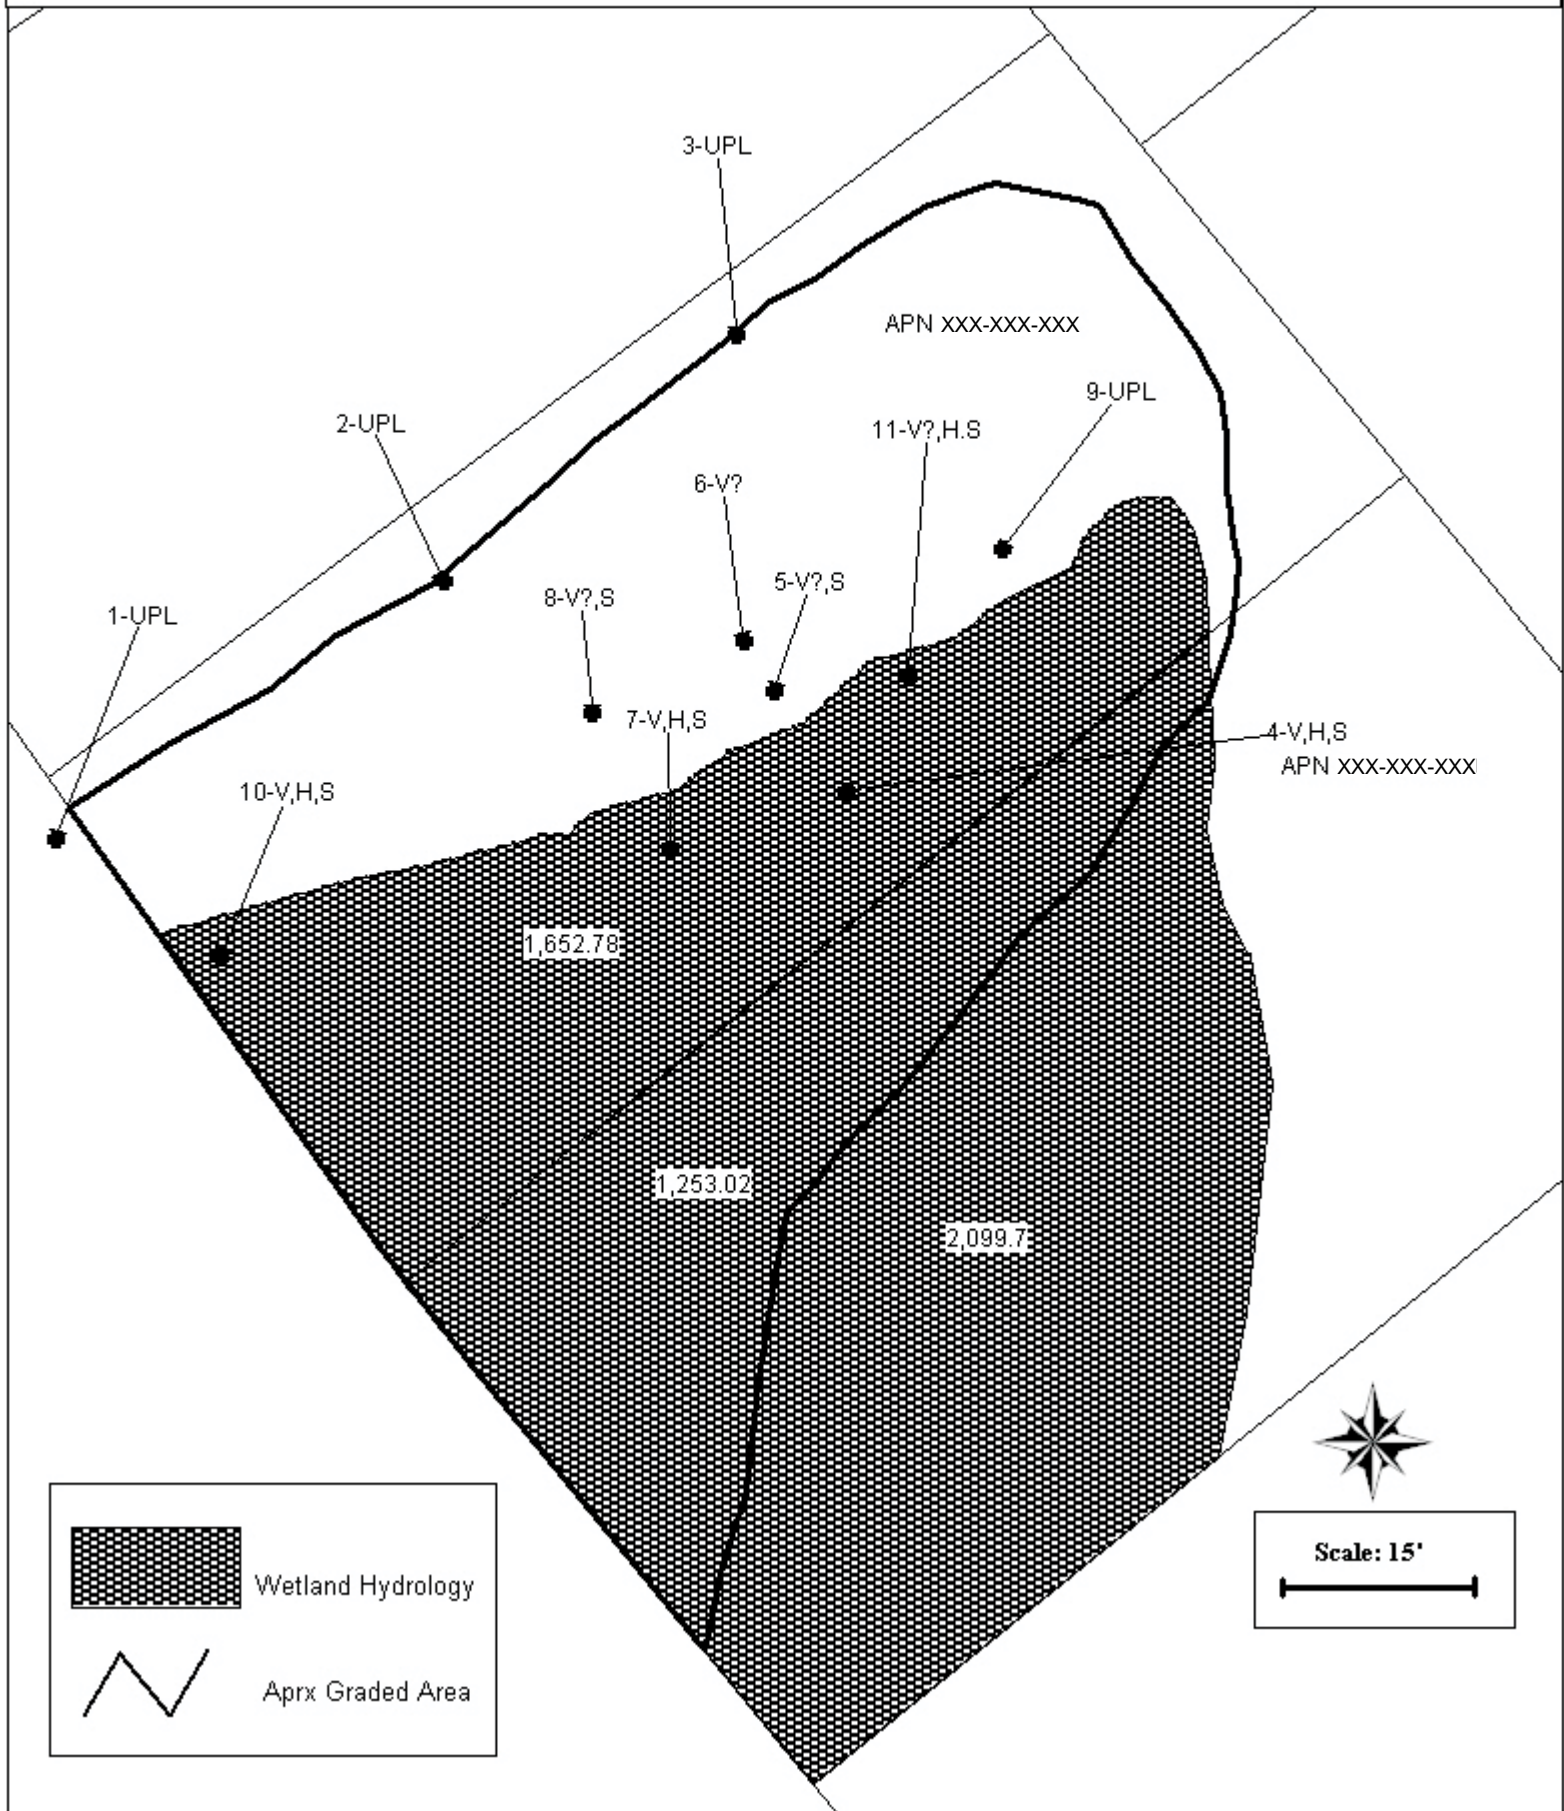 3-UPL
APN XXX-XXX-XXX
9-UPL
2-UPL
11-V?,H.S
6-V?
5-V?,S
8-V?,S
1-UPL
7-V,H,S
4-V,H,S
APN XXX-XXX-XXX
10-V,H,S
1,652.78
1,253.02
2,099.7
Scale: 15'
Wetland Hydrology
Aprx Graded Area